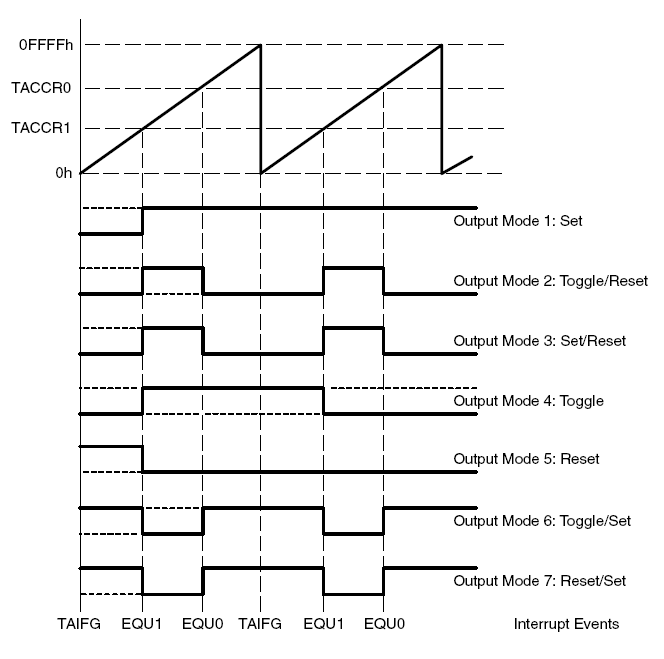 0FFFFh
TACCR0
TACCR1
0h
Output Mode 1: Set
Output Mode 2: Toggle/Reset
Output Mode 3: Set/Reset
Output Mode 4: Toggle
Output Mode 5: Reset
Output Mode 6: Toggle/Set
Output Mode 7: Reset/Set
TAIFG EQU1 EQU0 TAIFG EQU1 EQU0 Interrupt Events